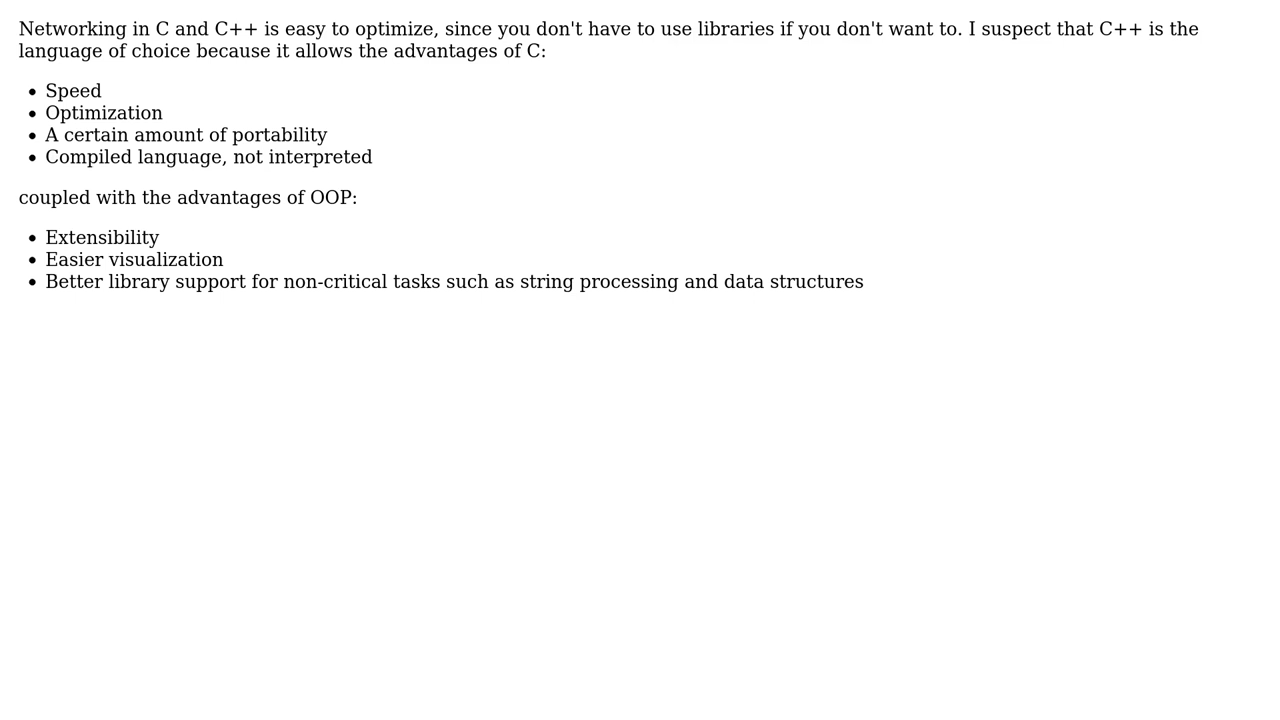 Networking in C and C++ is easy to optimize, since you don't have to use libraries if you don't want to. I suspect that C++ is the
language of choice because it allows the advantages of C:
• Speed
• Optimization
• A certain amount of portability
• Compiled language, not interpreted
coupled with the advantages of OOP:
• Extensibility
• Easier visualization
• Better library support for non-critical tasks such as string processing and data structures